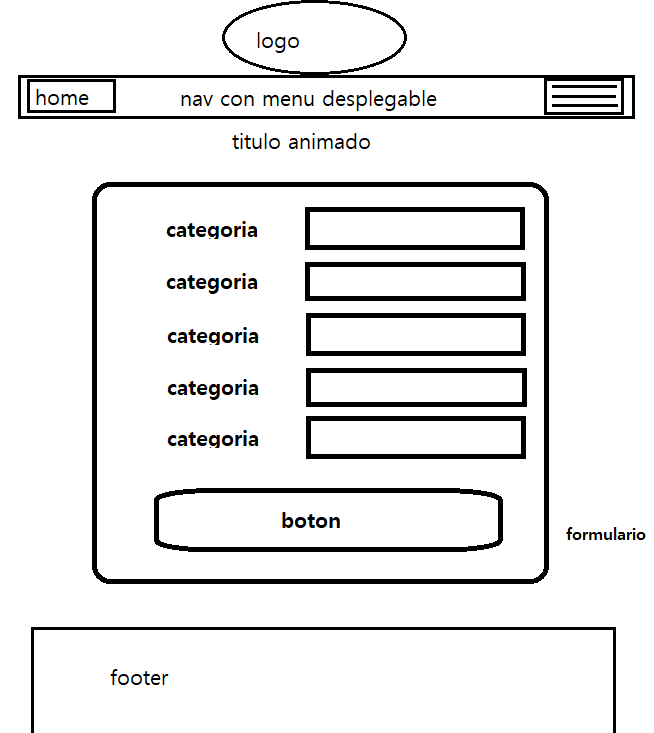 logo
home
nav con menu desplegable
titulo animado
categoria
categoria
categoria
categoria
categoria
boton
formulario
footer